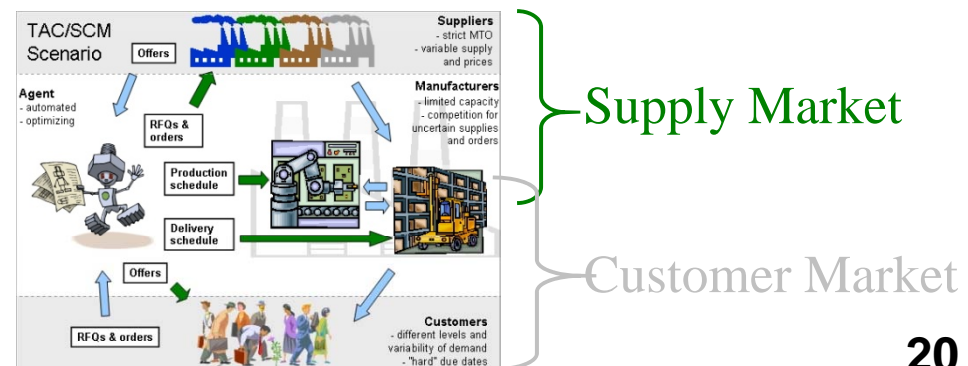 TAC/SCM
Scenario
Offers
Suppliers
- strict MTO
- variable supply
and prices
Agent
- automated
- optimizing
RFQs &
orders
Manufacturers
- limited capacity
- competition for
uncertain supplies
and orders
Production
schedule
Delivery
schedule
Offers
RFQs & orders
Customers
- different levels and
variability of demand
- "hard" due dates
Supply Market
Customer Market
20